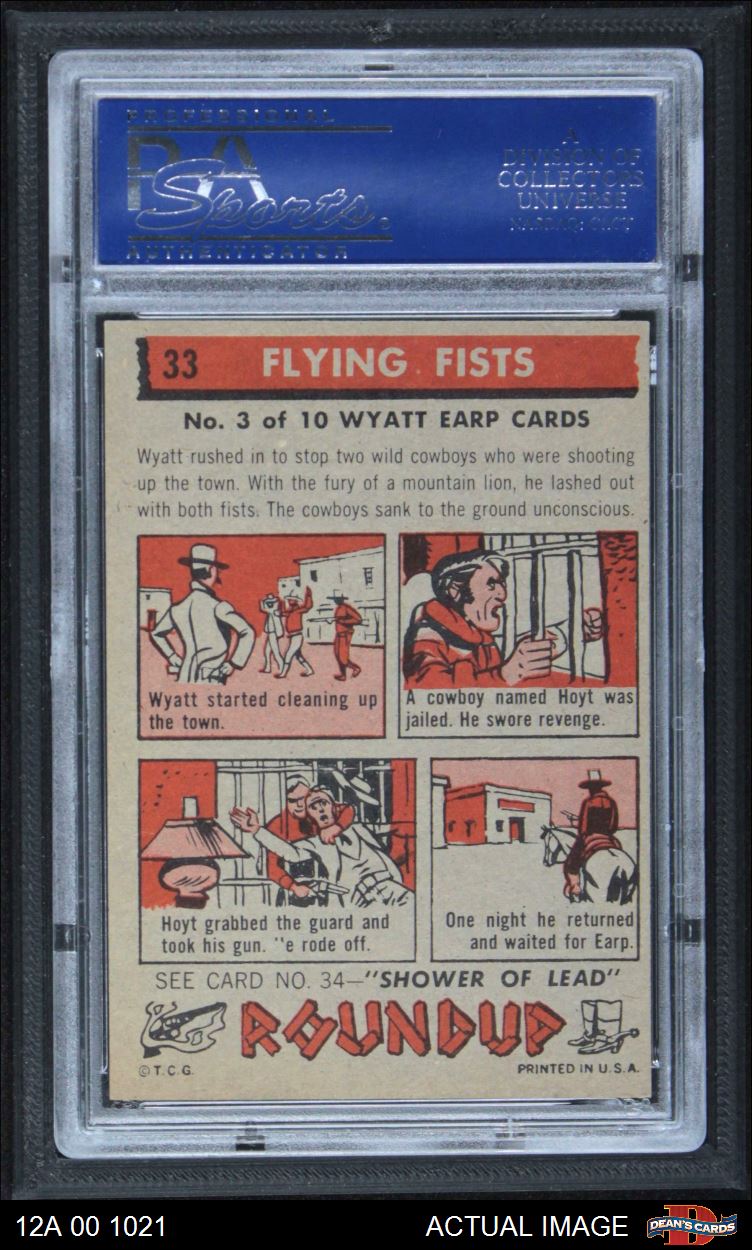 PROFESSIONAL
PSA
Sports
AUTHENTICATOR
A
DIVISION OF
COLLECTORS
UNIVERSE
NASDAQ: CLCT
33 FLYING FISTS
No. 3 of 10 WYATT EARP CARDS
Wyatt rushed in to stop two wild cowboys who were shooting
up the town. With the fury of a mountain lion, he lashed out
with both fists. The cowboys sank to the ground unconscious.
Wyatt started cleaning up
the town.
A cowboy named Hoyt was
jailed. He swore revenge.
Hoyt grabbed the guard and
took his gun. "e rode off.
One night he returned
and waited for Earp.
SEE CARD NO. 34—"SHOWER OF LEAD"
ROUNDUP
© T.C.G.
PRINTED IN U.S.A.
12A 00 1021
ACTUAL IMAGE
DEAN'S CARDS